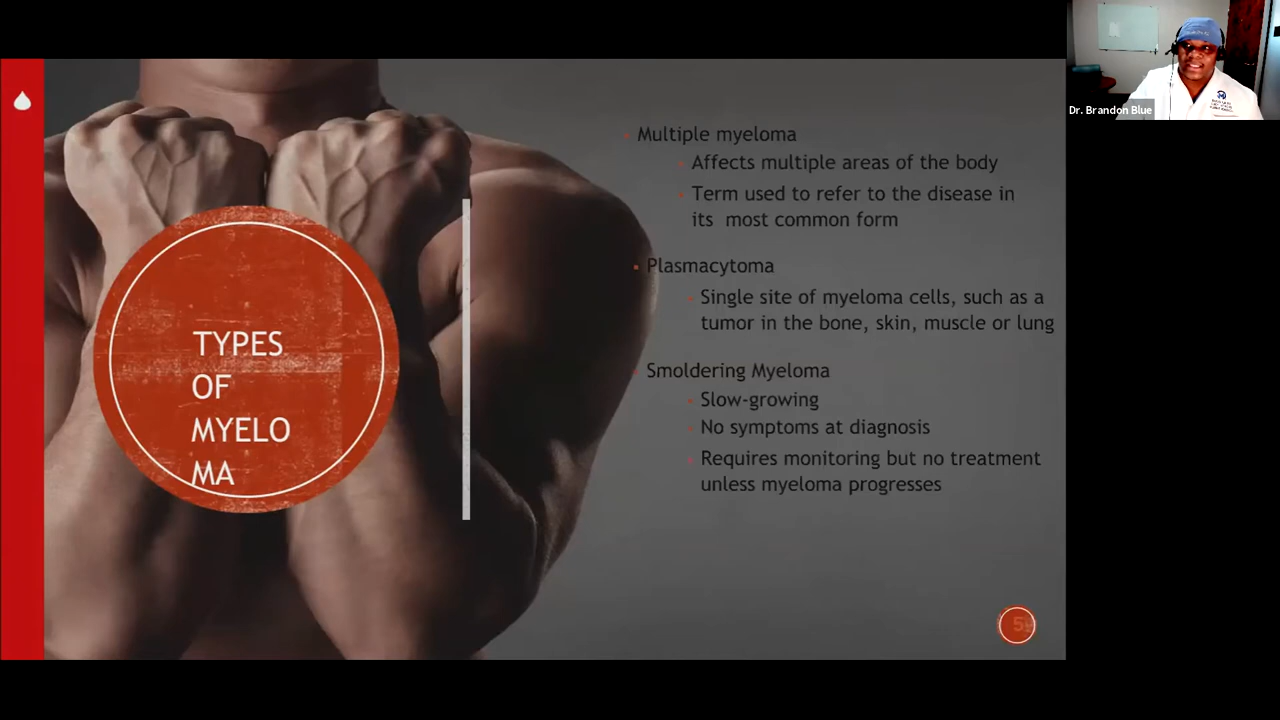 Dr. Brandon Blue
TYPES
OF
MYELO
MA
Multiple myeloma
Affects multiple areas of the body
Term used to refer to the disease in
its most common form
Plasmacytoma
Single site of myeloma cells, such as a
tumor in the bone, skin, muscle or lung
Smoldering Myeloma
Slow-growing
No symptoms at diagnosis
Requires monitoring but no treatment
unless myeloma progresses